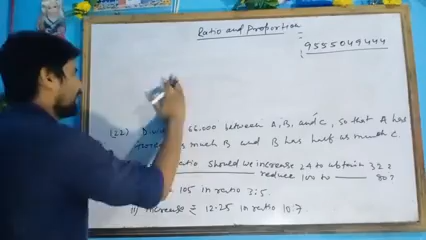 Ratio and Proportion
9555049444
(22) 66,000 between A, B, and C, so that A has
as much B and B has half as much C.
ratio should we increase 24 to obtain 32?
reduce 100 to 80?
105 in ratio 3:5.
(ii) Increase ₹ 12.25 in ratio 10:7